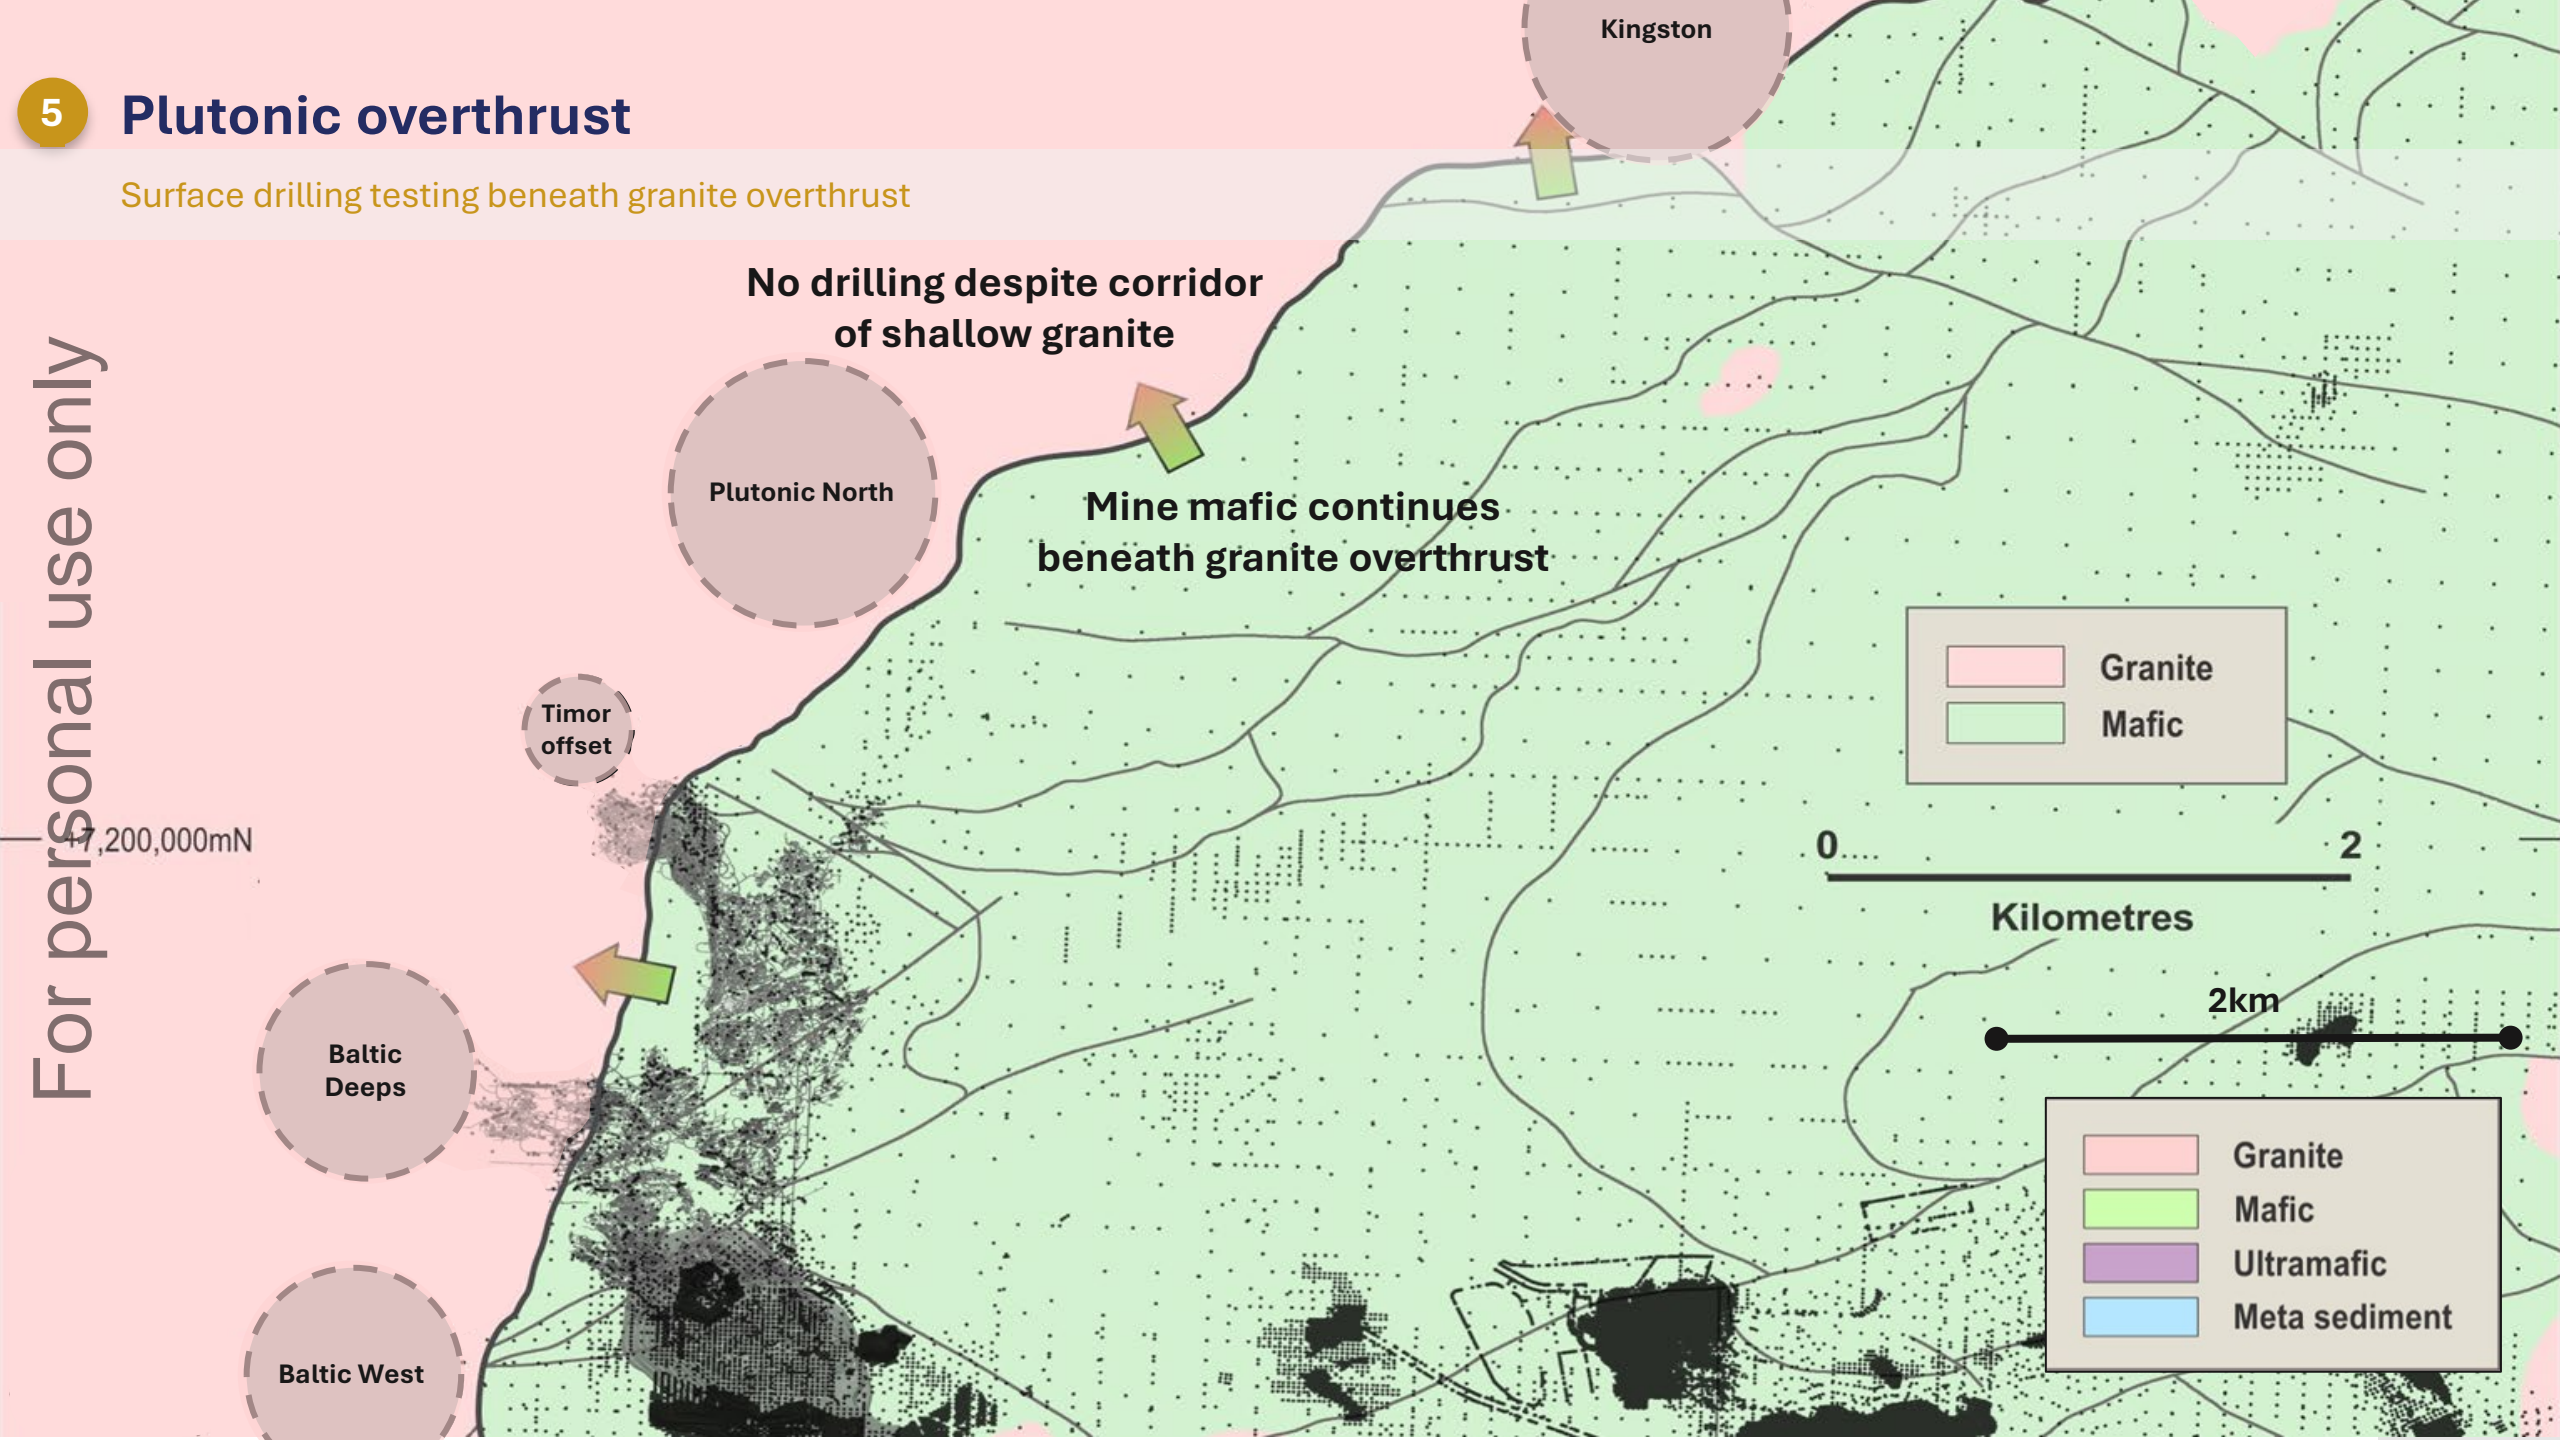 Kingston
5
Plutonic overthrust
Surface drilling testing beneath granite overthrust
No drilling despite corridor
of shallow granite
Plutonic North
Mine mafic continues
beneath granite overthrust
Granite
Mafic
Timor
offset
For personal use only
+7,200,000mN
0
2
Kilometres
2km
Baltic
Deeps
Granite
Mafic
Ultramafic
Meta sediment
Baltic West